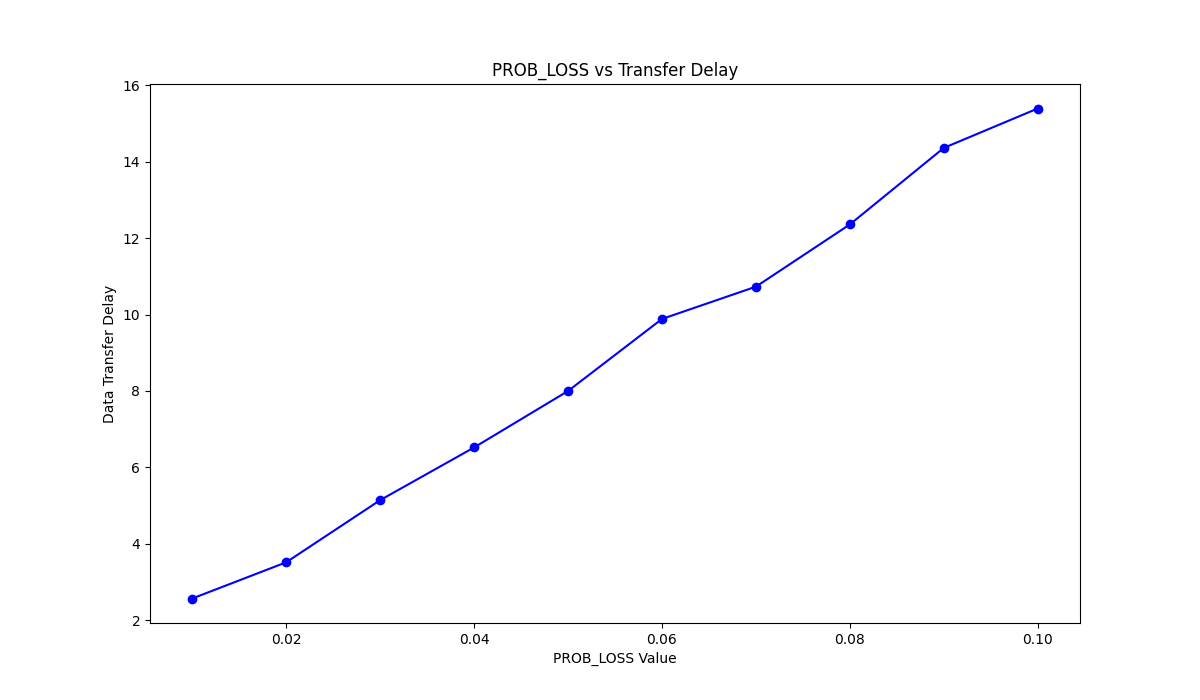 PROB_LOSS vs Transfer Delay
16
14
12
10
8
6
4
2
Data Transfer Delay
0.02 0.04 0.06 0.08 0.10
PROB_LOSS Value